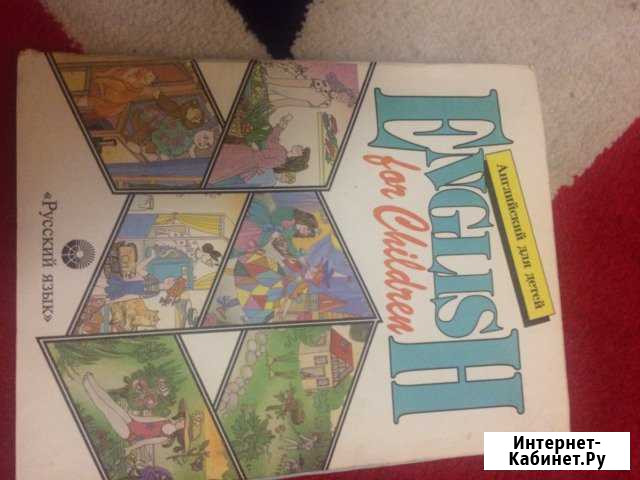 Английский для детей
ENGLISH
for Children
«Русский язык»
Интернет-
Кабинет.Ру